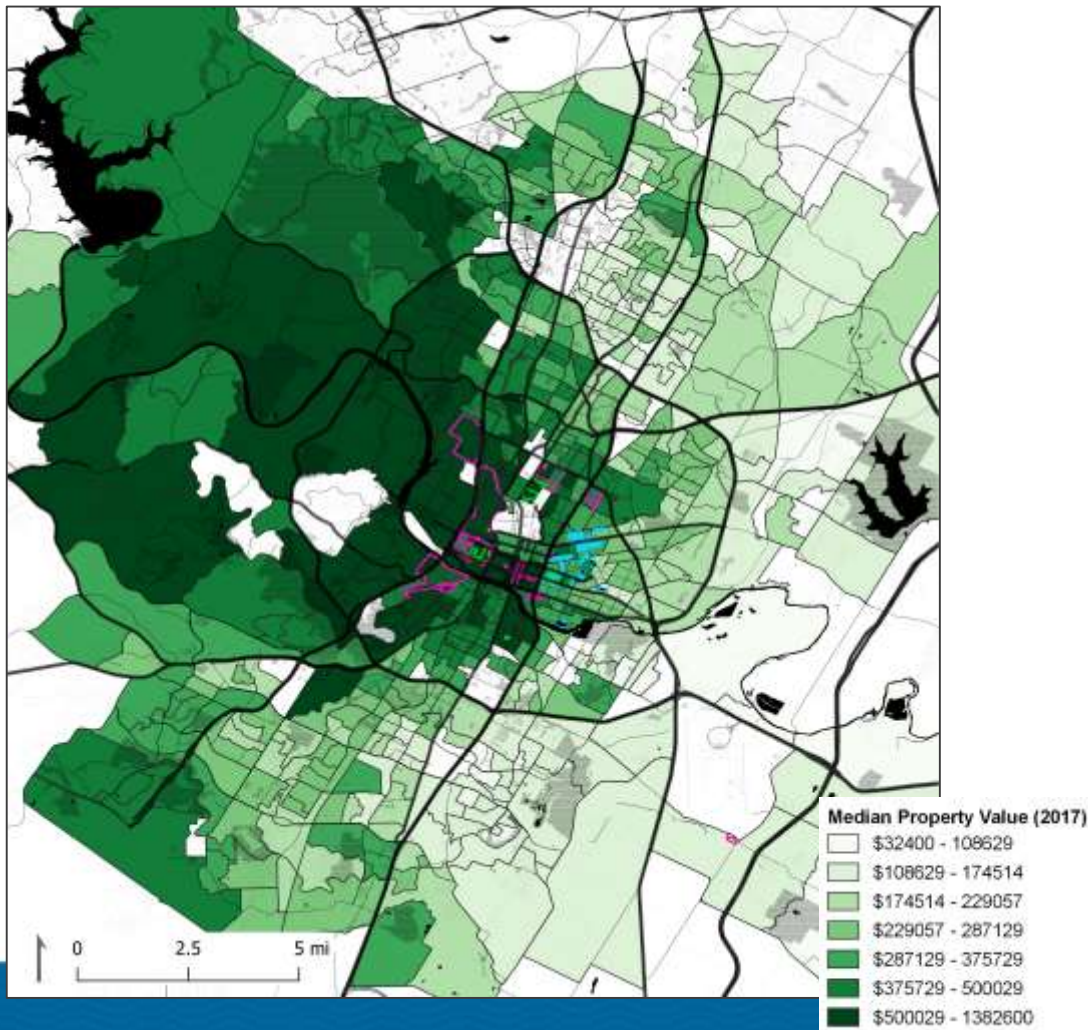 0 2.5 5 mi
Median Property Value (2017)
$32400 - 108629
$108629 - 174514
$174514 - 229057
$229057 - 287129
$287129 - 375729
$375729 - 500029
$500029 - 1382600